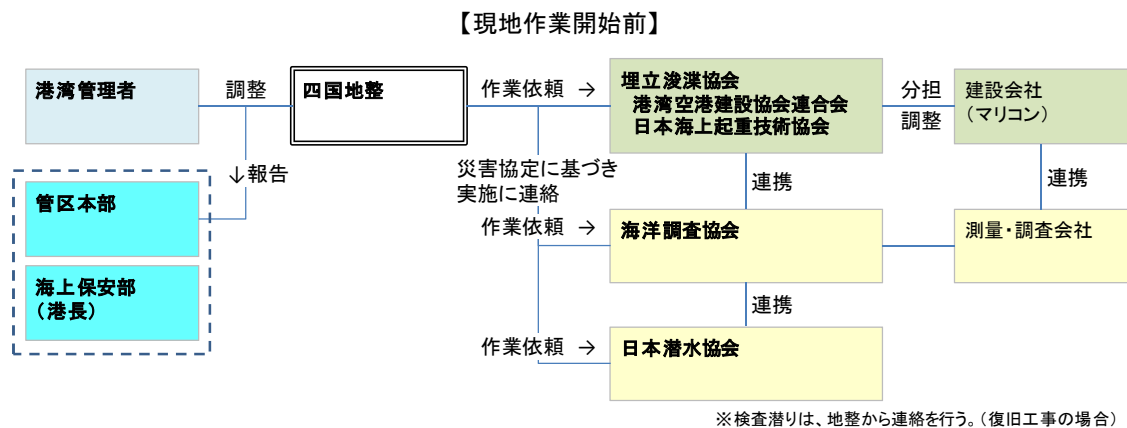 【現地作業開始前】
港湾管理者
調整
四国地整
作業依頼 →
埋立浚渫協会
港湾空港建設協会連合会
日本海上起重技術協会
分担
調整
建設会社
（マリコン）
↓報告
災害協定に基づき
実施に連絡
連携
連携
管区本部
作業依頼 →
海洋調査協会
測量・調査会社
海上保安部
（港長）
連携
作業依頼 →
日本潜水協会
※検査潜りは、地整から連絡を行う。（復旧工事の場合）